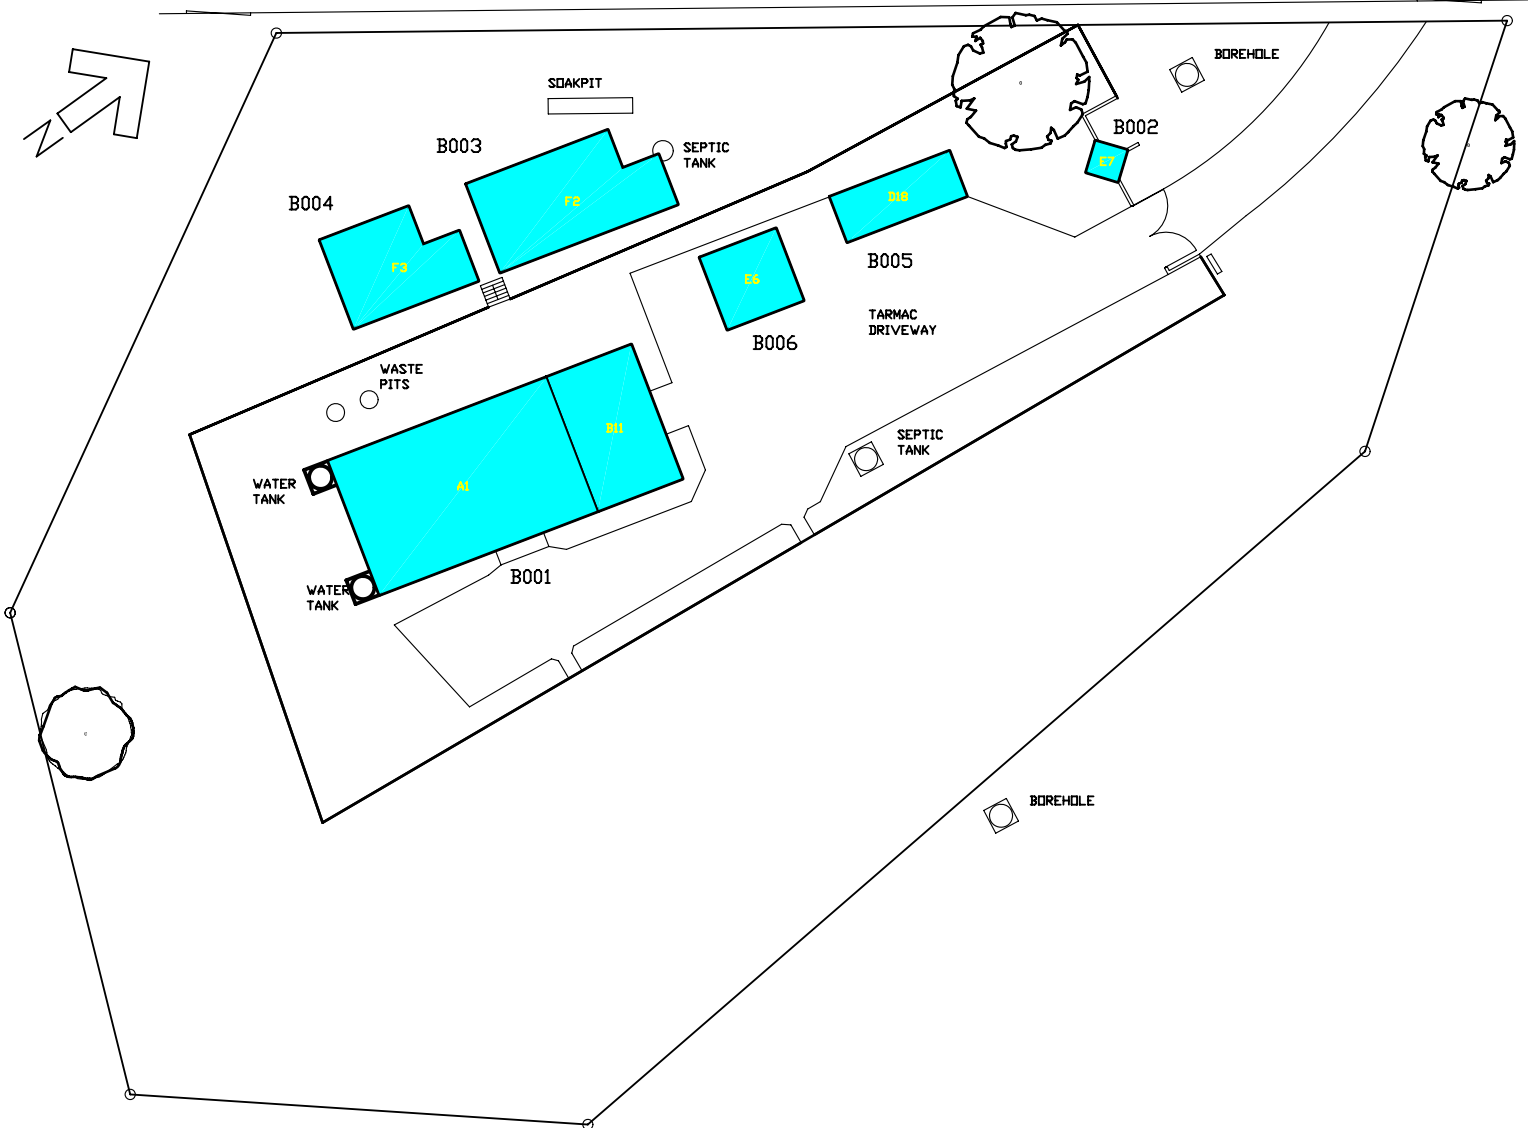 BOREHOLE
SOAKPIT
B002
B003
SEPTIC
TANK
E7
B004
F2
D18
F3
B005
E6
TARMAC
DRIVEWAY
B006
WASTE
PITS
B11
SEPTIC
TANK
A1
WATER
TANK
B001
WATER
TANK
BOREHOLE
N